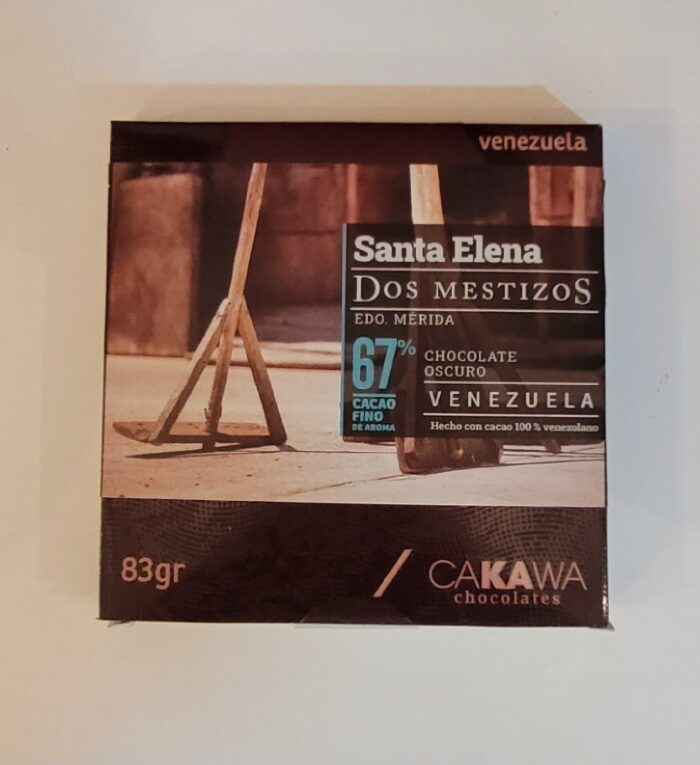 venezuela
Santa Elena
DOS MESTIZOS
EDO. MÉRIDA
67%
CACAO
FINO
DE AROMA
CHOCOLATE
OSCURO
VENEZUELA
Hecho con cacao 100 % venezolano
83gr
CAKAWA
chocolates